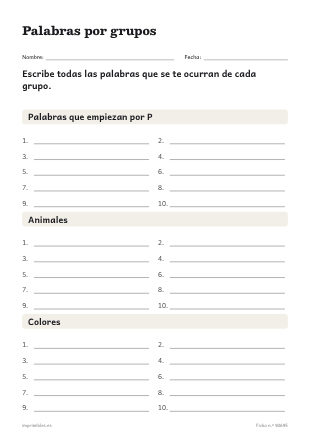 Palabras por grupos
Nombre: Fecha:
Escribe todas las palabras que se te ocurran de cada
grupo.
Palabras que empiezan por P
1. 2.
3. 4.
5. 6.
7. 8.
9. 10.
Animales
1. 2.
3. 4.
5. 6.
7. 8.
9. 10.
Colores
1. 2.
3. 4.
5. 6.
7. 8.
9. 10.
Ficha n.º